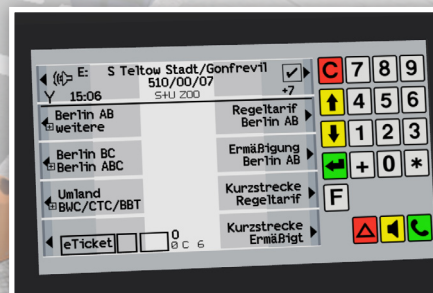 E: S Teltow Stadt/Gonfrevil
510/00/07
Y 15:06 S+U ZOO +7
Berlin AB
weitere
Regeltarif
Berlin AB
Berlin BC
Berlin ABC
Ermäßigung
Berlin AB
Umland
BWC/CTC/BBT
Kurzstrecke
Regeltarif
eTicket
0
0 C 6
Kurzstrecke
Ermäßigt
C 7 8 9
4 5 6
1 2 3
+ 0 *
F